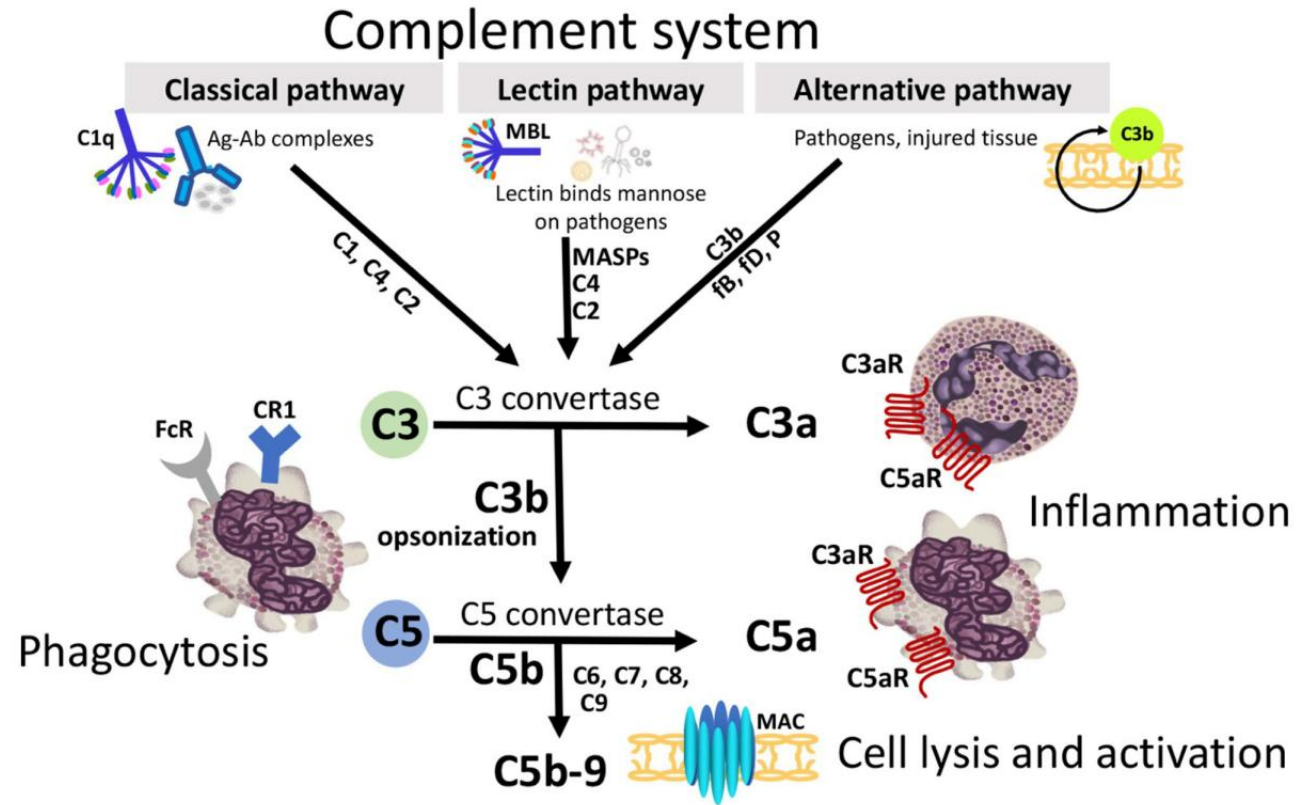 Complement system
Classical pathway
Lectin pathway
Alternative pathway
C1q
Ag-Ab complexes
MBL
Lectin binds mannose
on pathogens
Pathogens, injured tissue
C3b
C1, C4, C2
MASPs
C4
C2
C3b
fB, fD, P
C3 convertase
C3
C3a
C3aR
C5aR
FcR
CR1
C3b
opsonization
Inflammation
Phagocytosis
C5 convertase
C5
C5a
C3aR
C5aR
C5b
C6, C7, C8,
C9
C5b-9
MAC
Cell lysis and activation